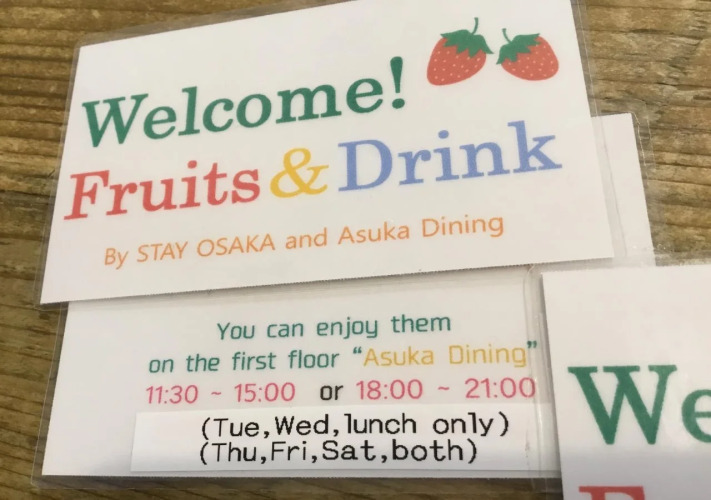 Welcome!
Fruits & Drink
By STAY OSAKA and Asuka Dining
You can enjoy them
on the first floor “Asuka Dining”
11:30 ~ 15:00 or 18:00 ~ 21:00
(Tue,Wed,lunch only)
(Thu,Fri,Sat,both)
We